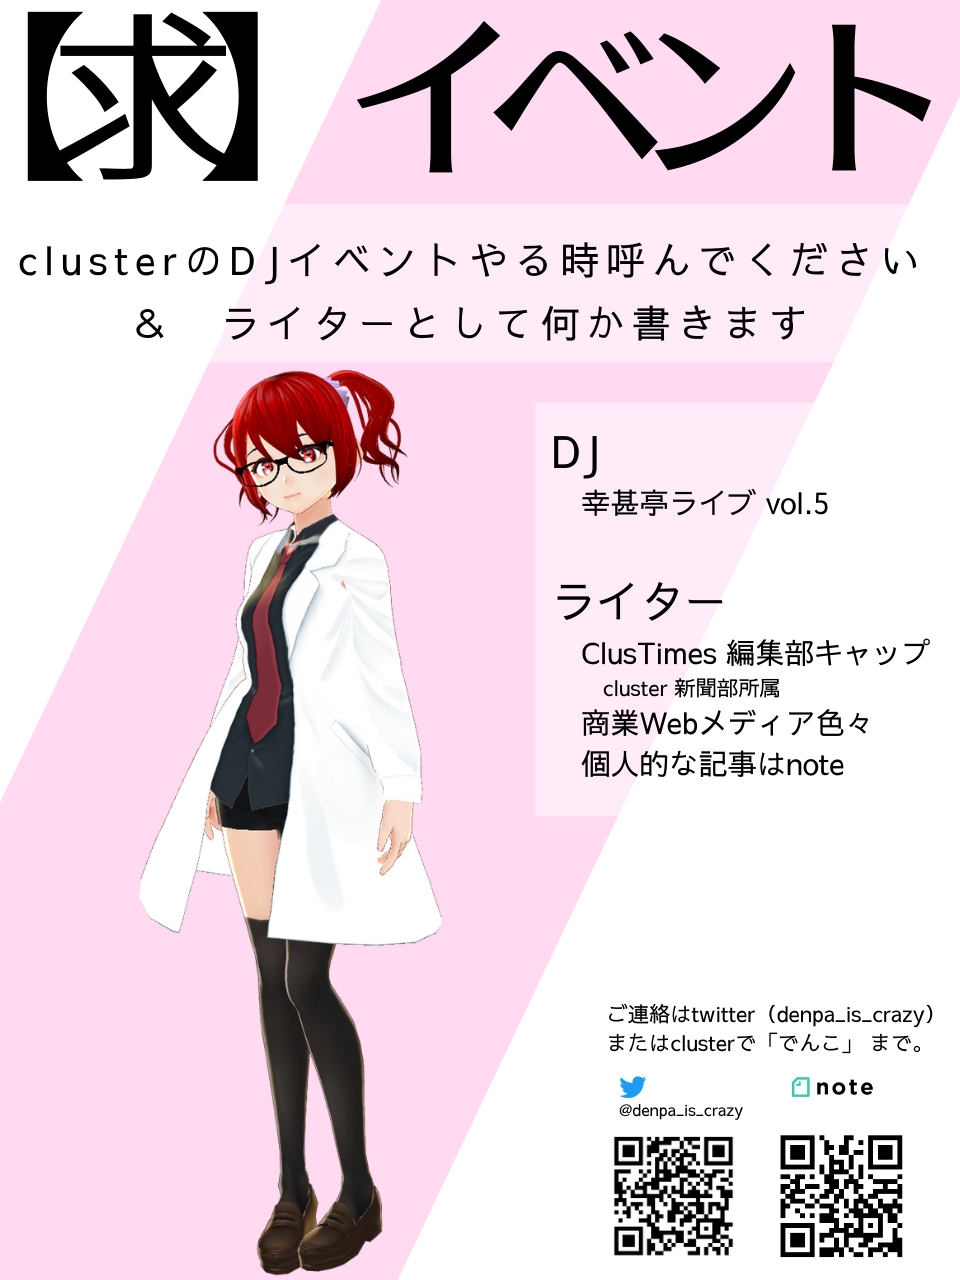 【求】 イベント
clusterのDJイベントやる時呼んでください
& ライターとして何か書きます
DJ
幸甚亭ライブ vol.5
ライター
ClusTimes 編集部キャップ
cluster 新聞部所属
商業Webメディア色々
個人的な記事はnote
ご連絡はtwitter（denpa_is_crazy）
またはclusterで「でんこ」 まで。
note
@denpa_is_crazy